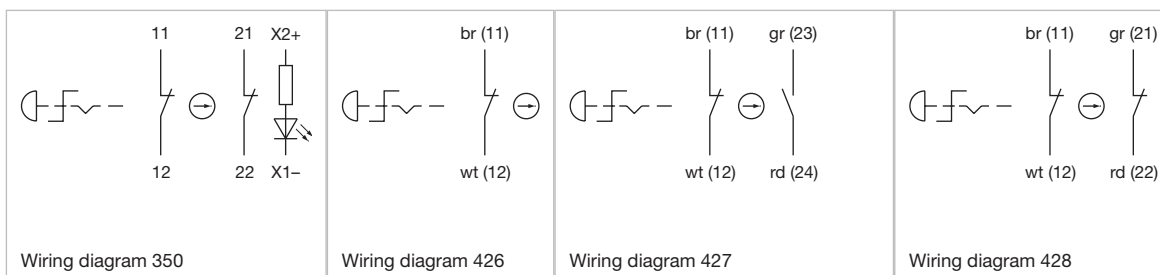 11 21 X2+
12 22 X1–
Wiring diagram 350
br (11)
wt (12)
Wiring diagram 426
br (11) gr (23)
wt (12) rd (24)
Wiring diagram 427
br (11) gr (21)
wt (12) rd (22)
Wiring diagram 428